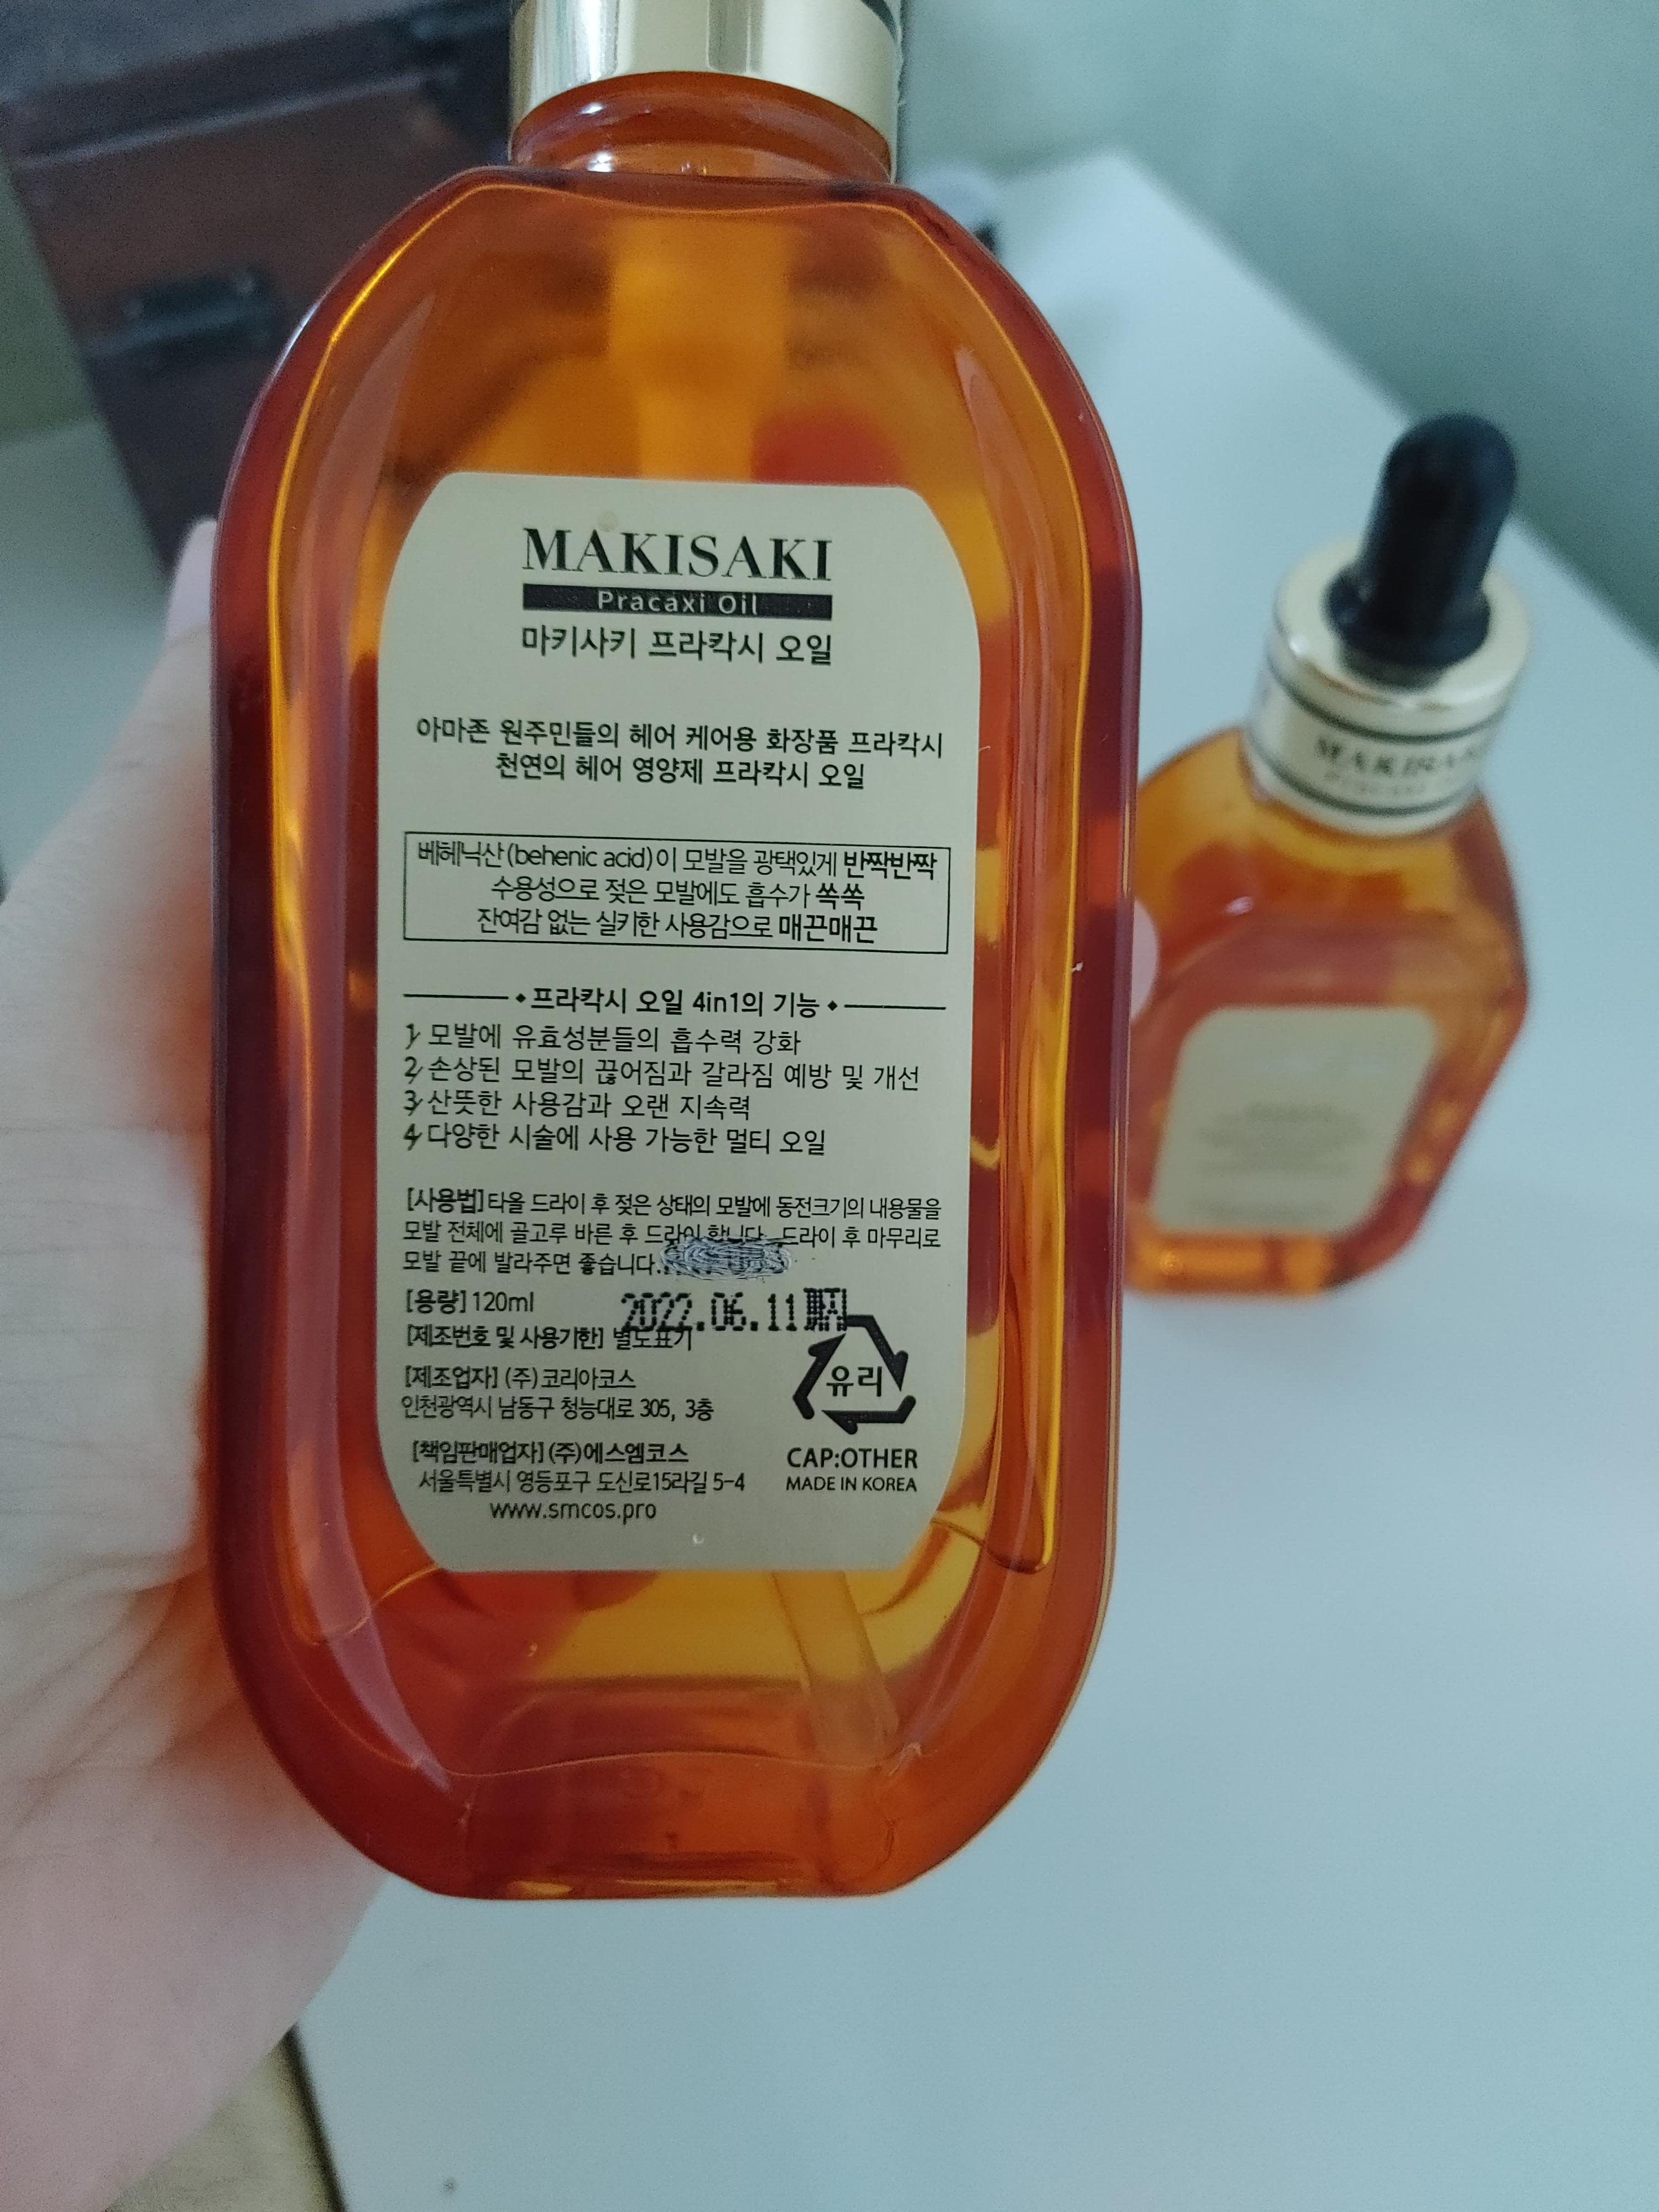 MAKISAKI
Pracaxi Oil
마키사키 프라칵시 오일
아마존 원주민들의 헤어 케어용 화장품 프라칵시
천연의 헤어 영양제 프라칵시 오일
베헤닉산(behenic acid)이 모발을 광택있게 반짝반짝
수용성으로 젖은 모발에도 흡수가 쏙쏙
잔여감 없는 실키한 사용감으로 매끈매끈
프라칵시 오일 4in1의 기능
1 모발에 유효성분들의 흡수력 강화
2 손상된 모발의 끊어짐과 갈라짐 예방 및 개선
3 산뜻한 사용감과 오랜 지속력
4 다양한 시술에 사용 가능한 멀티 오일
[사용법] 타올 드라이 후 젖은 상태의 모발에 동전크기의 내용물을
모발 전체에 골고루 바른 후 드라이 합니다. 드라이 후 마무리로
모발 끝에 발라주면 좋습니다.
[용량] 120ml
2022.06.11
[제조번호 및 사용기한] 별도표기
[제조업자] (주)코리아코스
인천광역시 남동구 청능대로 305, 3층
[책임판매업자] (주)에스엠코스
서울특별시 영등포구 도신로15라길 5-4
www.smcos.pro
유리
CAP:OTHER
MADE IN KOREA